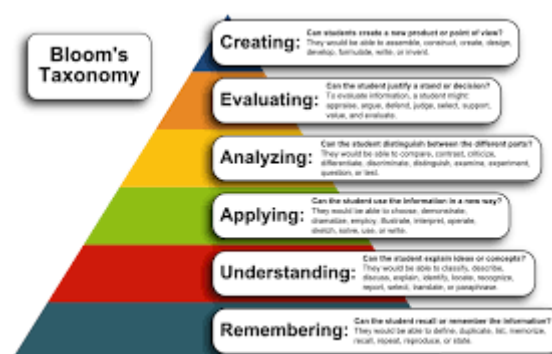 Bloom's
Taxonomy
Creating:
Can students create a new product or point of view?
They would be able to assemble, construct, create, design,
develop, formulate, write, or invent.
Evaluating:
Can the student justify a stand or decision?
To evaluate information, a student might:
appraise, argue, defend, judge, select, support,
value, and evaluate.
Analyzing:
Can the student distinguish between the different parts?
They would be able to compare, contrast, criticize,
differentiate, discriminate, distinguish, examine, experiment,
question, or test.
Applying:
Can the student use the information in a new way?
They would be able to choose, demonstrate,
dramatize, employ, illustrate, interpret, operate,
sketch, solve, use, or write.
Understanding:
Can the student explain ideas or concepts?
They would be able to classify, describe,
discuss, explain, identify, locate, recognize,
report, select, translate, or paraphrase.
Remembering:
Can the student recall or remember the information?
They would be able to define, duplicate, list, memorize,
recall, repeat, reproduce, or state.